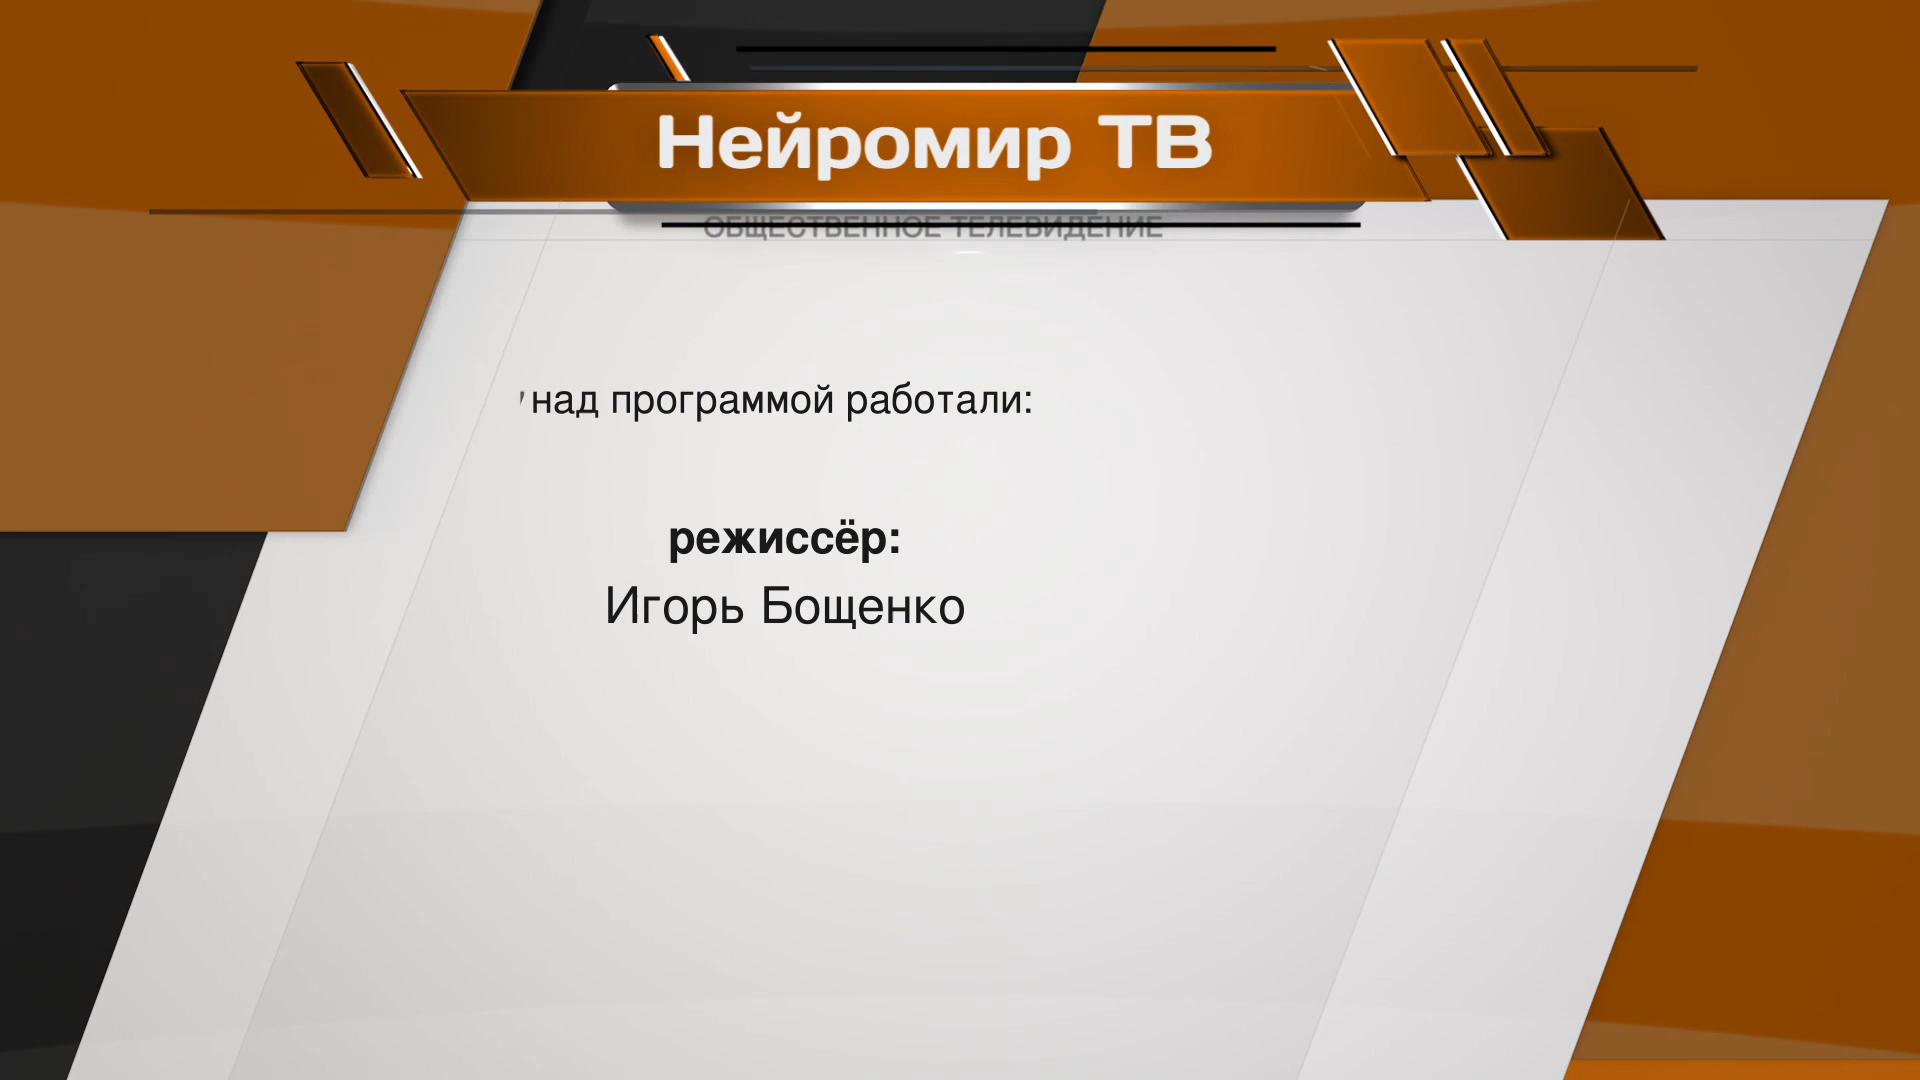 Нейромир ТВ
ОБЩЕСТВЕННОЕ ТЕЛЕВИДЕНИЕ
над программой работали:
режиссёр:
Игорь Бощенко